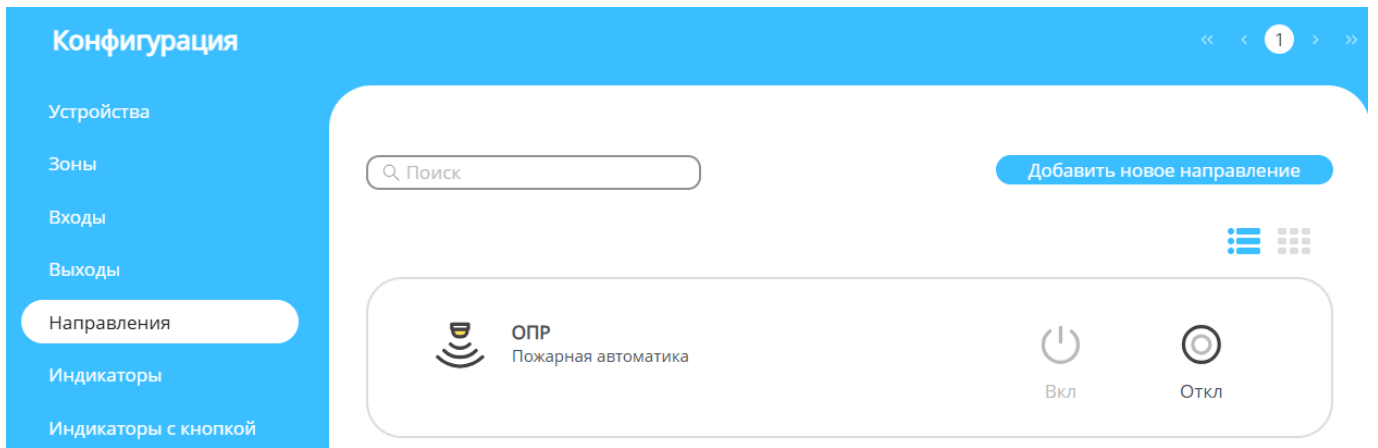 Конфигурация
« ‹ 1 › »
Устройства
Зоны
Входы
Выходы
Направления
Индикаторы
Индикаторы с кнопкой
Поиск
Добавить новое направление
ОПР
Пожарная автоматика
Вкл
Откл